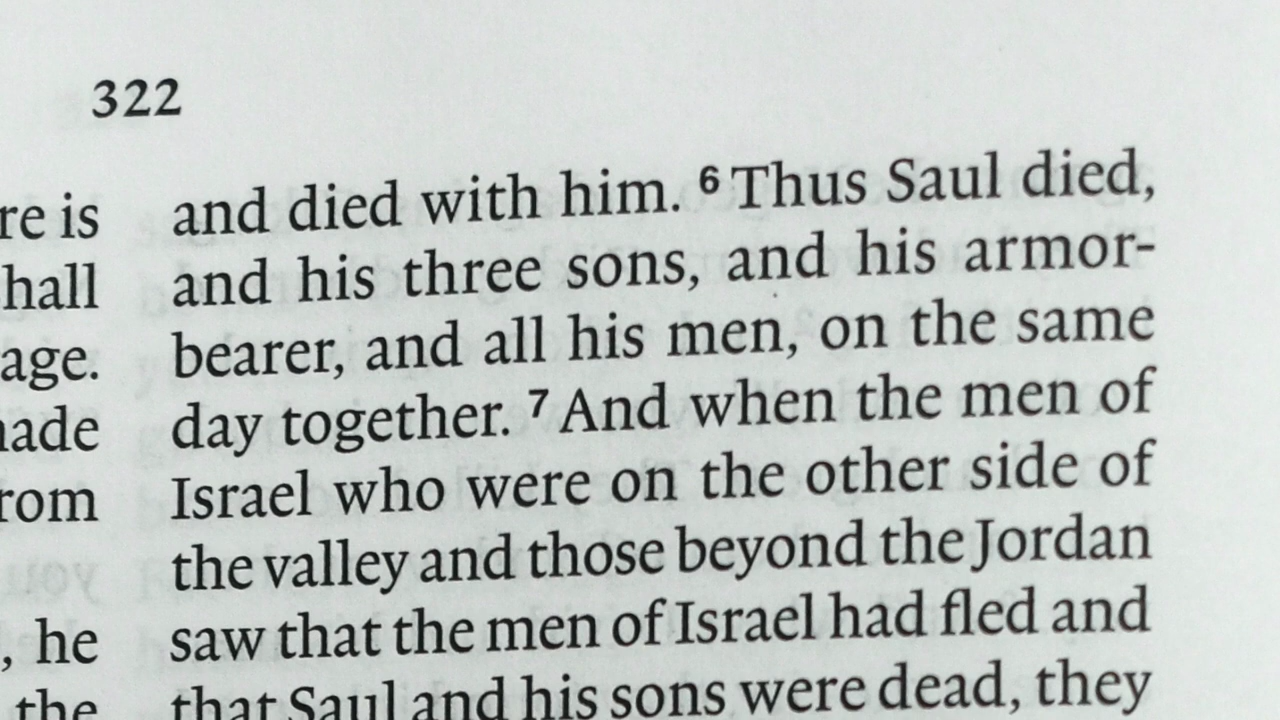 322
re is
hall
age.
ade
rom
, he
the
and died with him. ⁶ Thus Saul died,
and his three sons, and his armor-
bearer, and all his men, on the same
day together. ⁷ And when the men of
Israel who were on the other side of
the valley and those beyond the Jordan
saw that the men of Israel had fled and
that Saul and his sons were dead, they